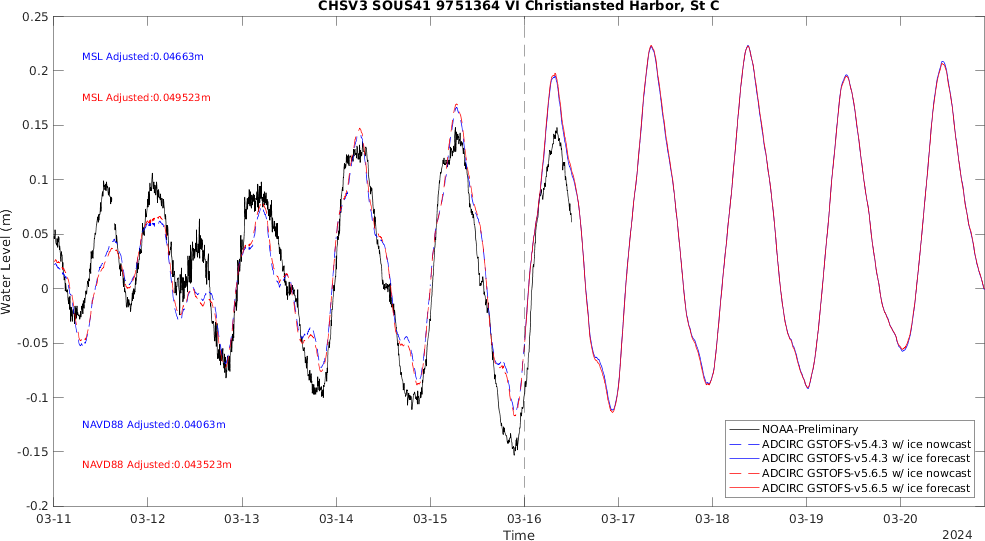 CHSV3 SOUS41 9751364 VI Christiansted Harbor, St C
0.25
0.2
0.15
0.1
0.05
0
-0.05
-0.1
-0.15
-0.2
Water Level (m)
MSL Adjusted:0.04663m
MSL Adjusted:0.049523m
NAVD88 Adjusted:0.04063m
NAVD88 Adjusted:0.043523m
NOAA-Preliminary
ADCIRC GSTOFS-v5.4.3 w/ ice nowcast
ADCIRC GSTOFS-v5.4.3 w/ ice forecast
ADCIRC GSTOFS-v5.6.5 w/ ice nowcast
ADCIRC GSTOFS-v5.6.5 w/ ice forecast
03-11 03-12 03-13 03-14 03-15 03-16 03-17 03-18 03-19 03-20
Time
2024